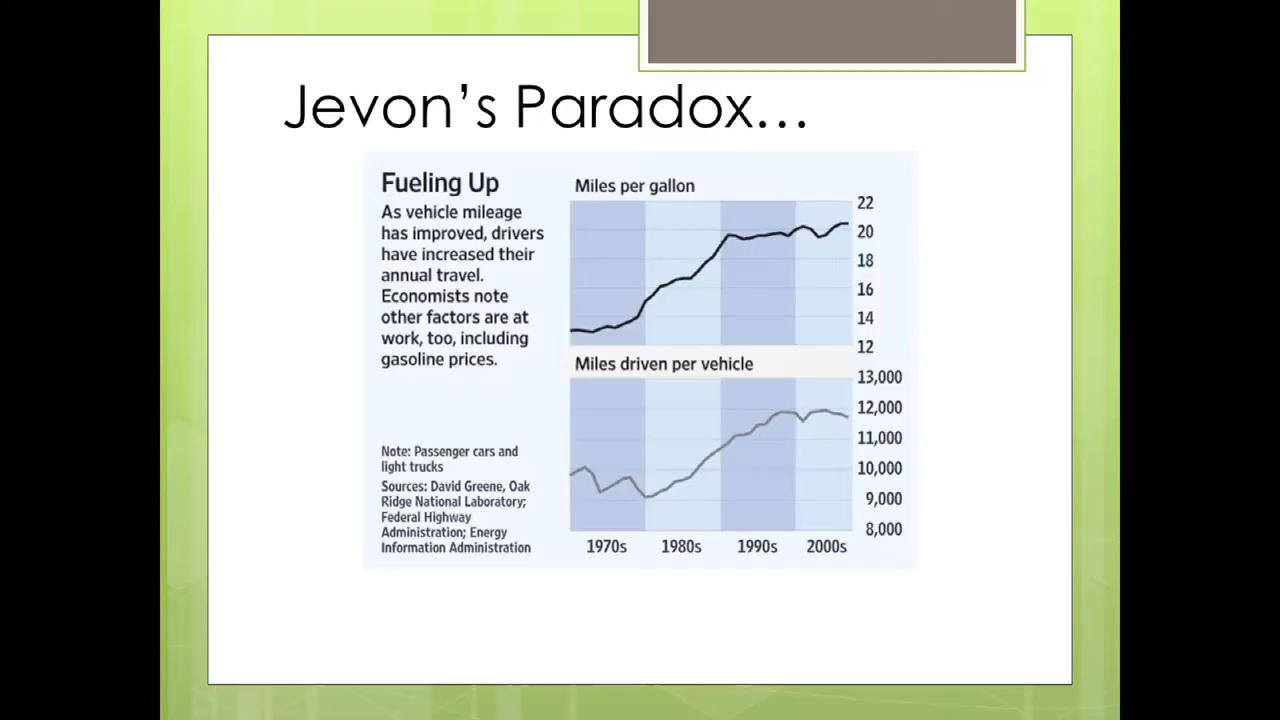 Jevon's Paradox...
Fueling Up
As vehicle mileage
has improved, drivers
have increased their
annual travel.
Economists note
other factors are at
work, too, including
gasoline prices.
Note: Passenger cars and
light trucks
Sources: David Greene, Oak
Ridge National Laboratory;
Federal Highway
Administration; Energy
Information Administration
Miles per gallon
22
20
18
16
14
12
Miles driven per vehicle
13,000
12,000
11,000
10,000
9,000
8,000
1970s 1980s 1990s 2000s